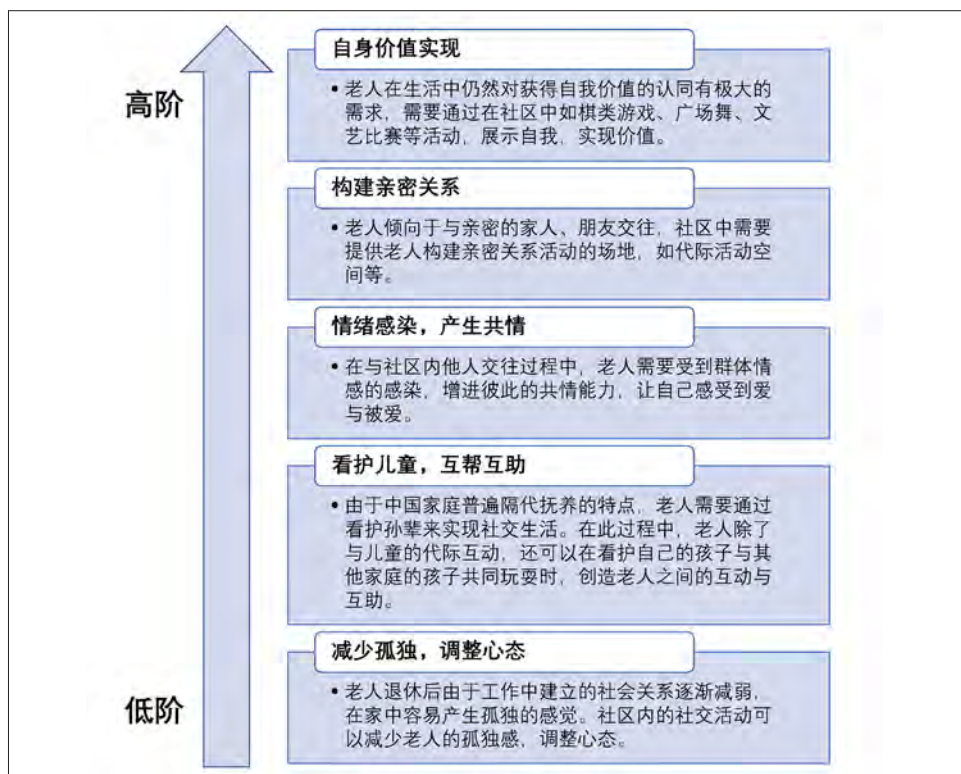 高阶
自身价值实现
• 老人在生活中仍然对获得自我价值的认同有极大的
需求，需要通过在社区中如棋类游戏、广场舞、文
艺比赛等活动，展示自我，实现价值。
构建亲密关系
• 老人倾向于与亲密的家人、朋友交往，社区中需要
提供老人构建亲密关系活动的场地，如代际活动空
间等。
情绪感染，产生共情
• 在与社区内他人交往过程中，老人需要受到群体情
感的感染，增进彼此的共情能力，让自己感受到爱
与被爱。
看护儿童，互帮互助
• 由于中国家庭普遍隔代抚养的特点，老人需要通过
看护孙辈来实现社交生活。在此过程中，老人除了
与儿童的代际互动，还可以在看护自己的孩子与其
他家庭的孩子共同玩耍时，创造老人之间的互动与
互助。
减少孤独，调整心态
• 老人退休后由于工作中建立的社会关系逐渐减弱，
在家中容易产生孤独的感觉。社区内的社交活动可
以减少老人的孤独感，调整心态。
低阶